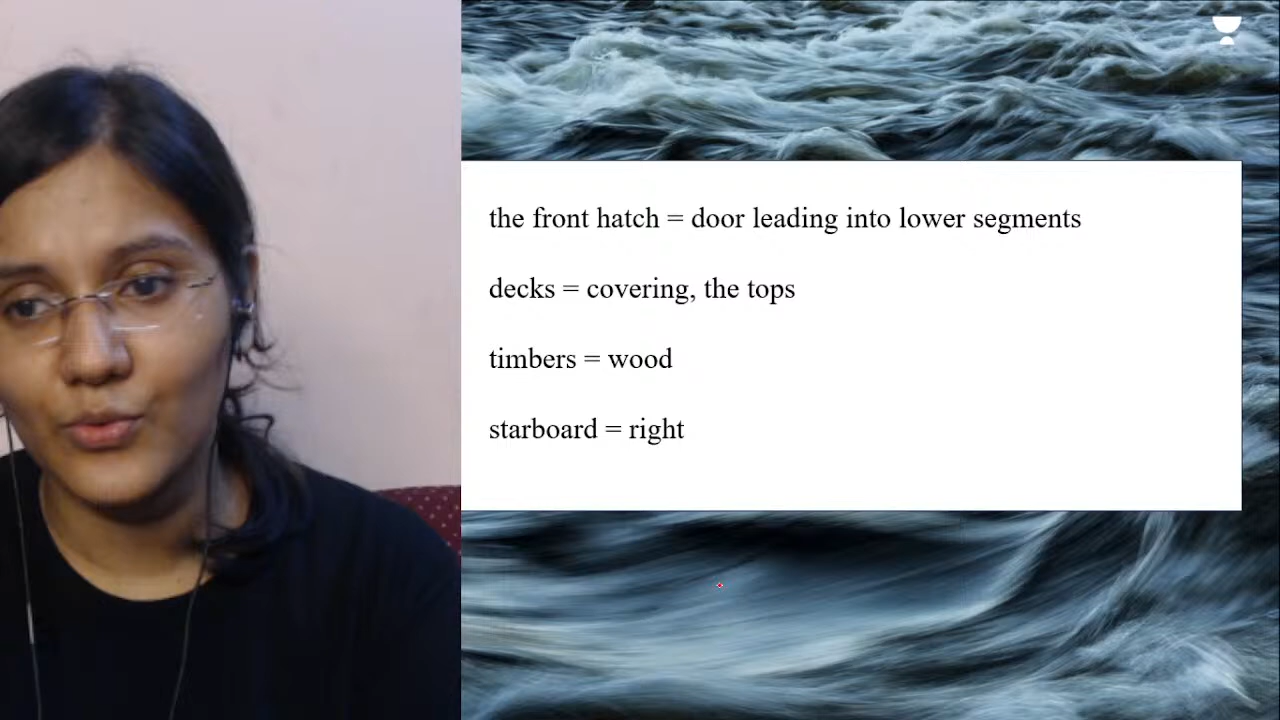 the front hatch = door leading into lower segments
decks = covering, the tops
timbers = wood
starboard = right